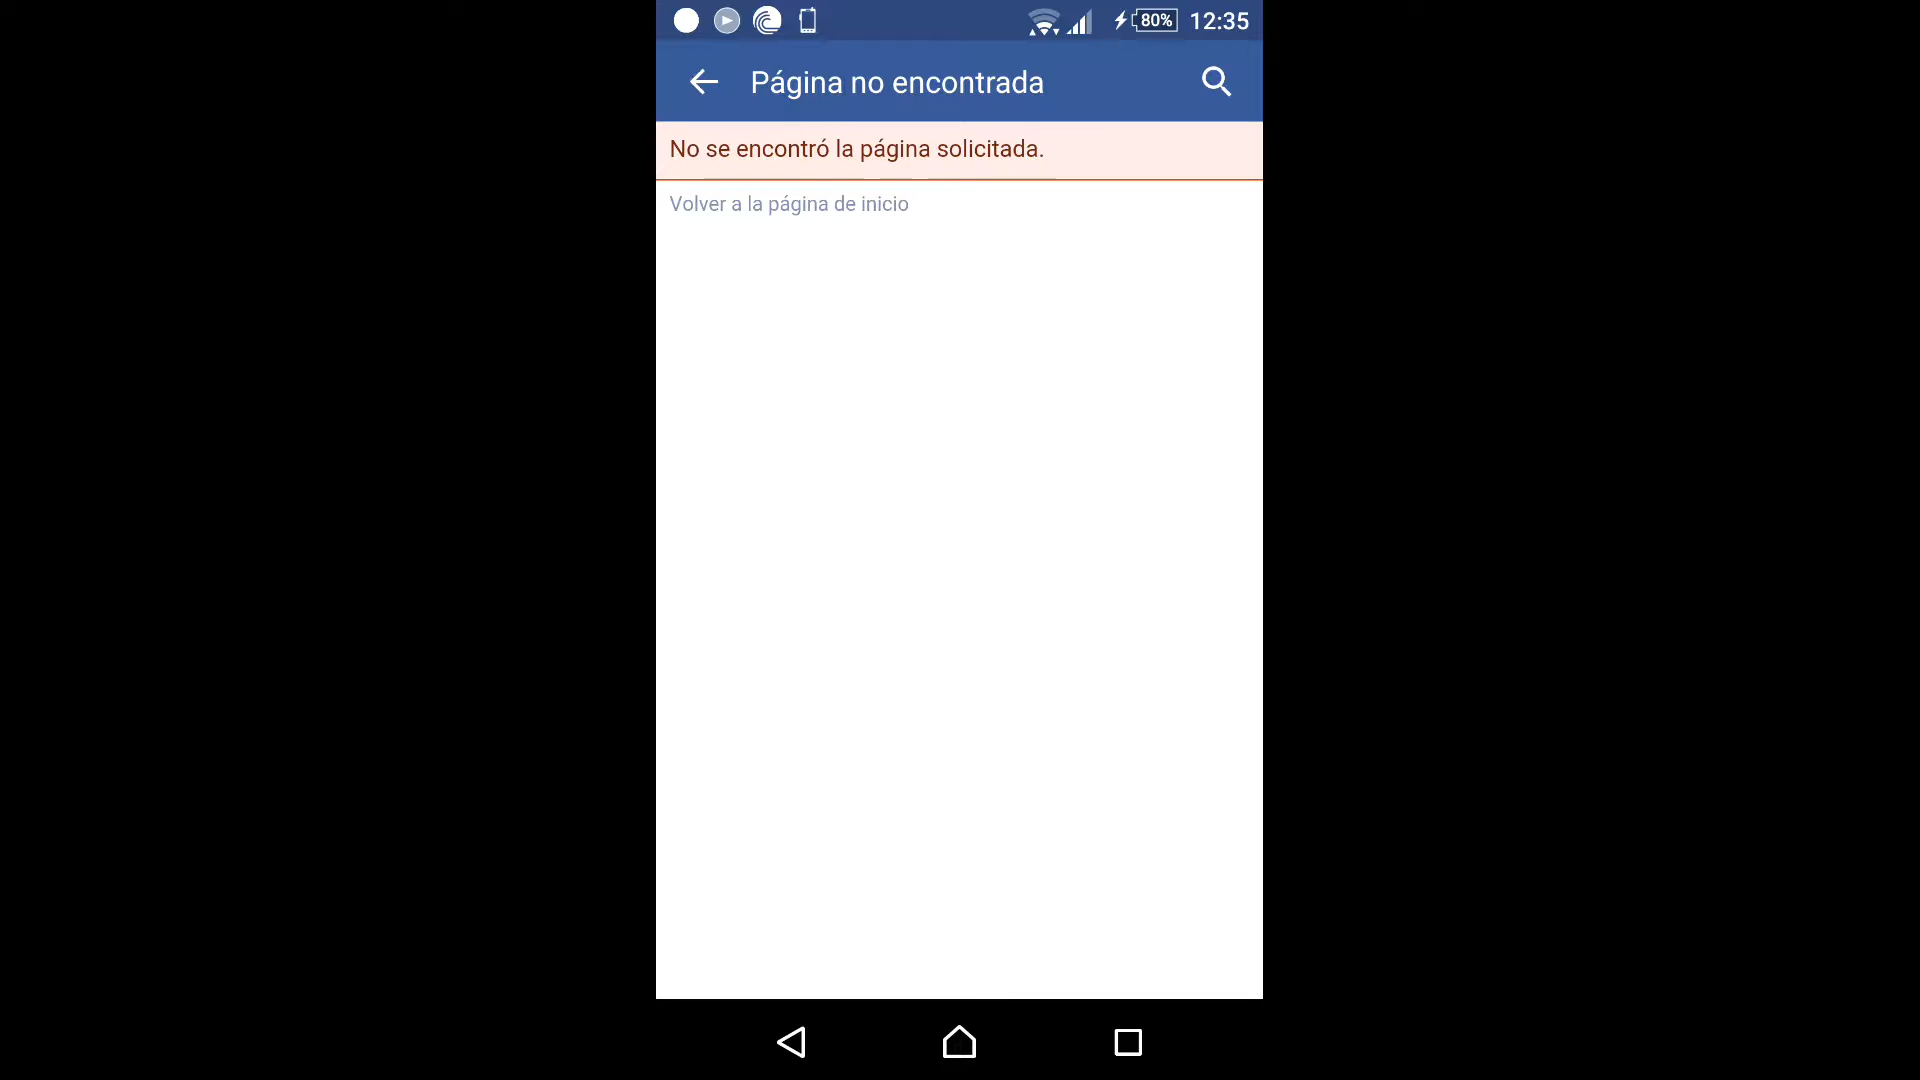 80% 12:35
Página no encontrada
No se encontró la página solicitada.
Volver a la página de inicio